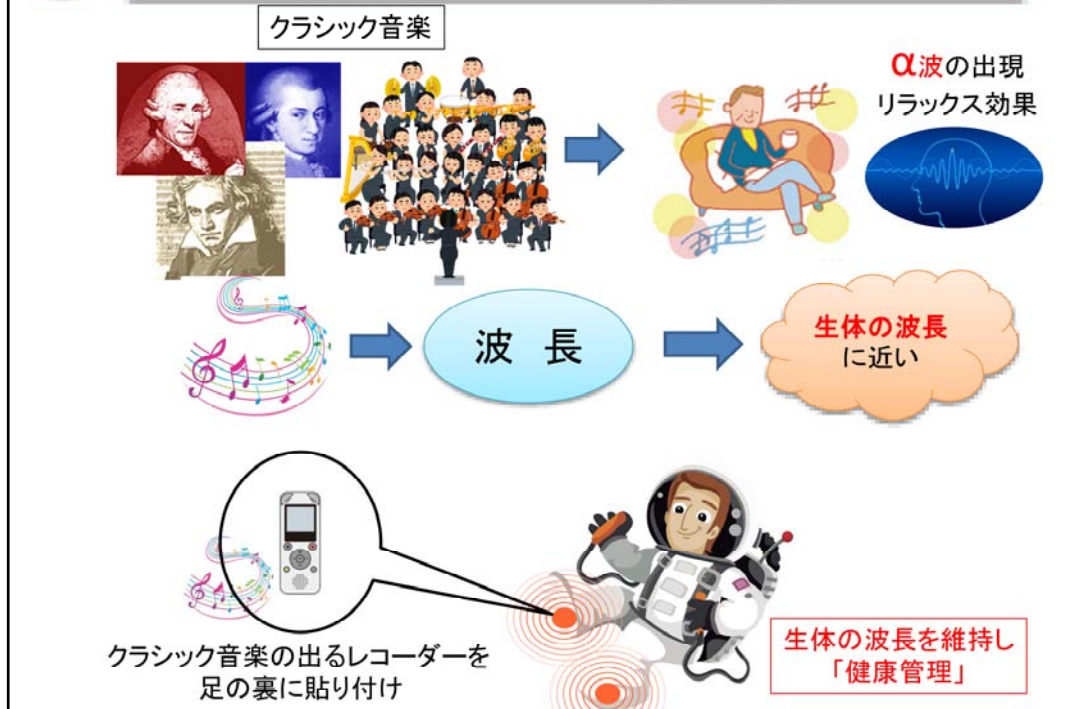 クラシック音楽
α波の出現
リラックス効果
波 長
生体の波長
に近い
クラシック音楽の出るレコーダーを
足の裏に貼り付け
生体の波長を維持し
「健康管理」